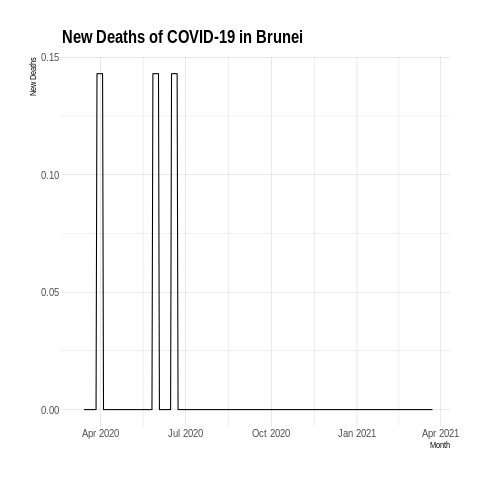 New Deaths of COVID-19 in Brunei
New Deaths
0.15
0.10
0.05
0.00
Apr 2020 Jul 2020 Oct 2020 Jan 2021 Apr 2021
Month